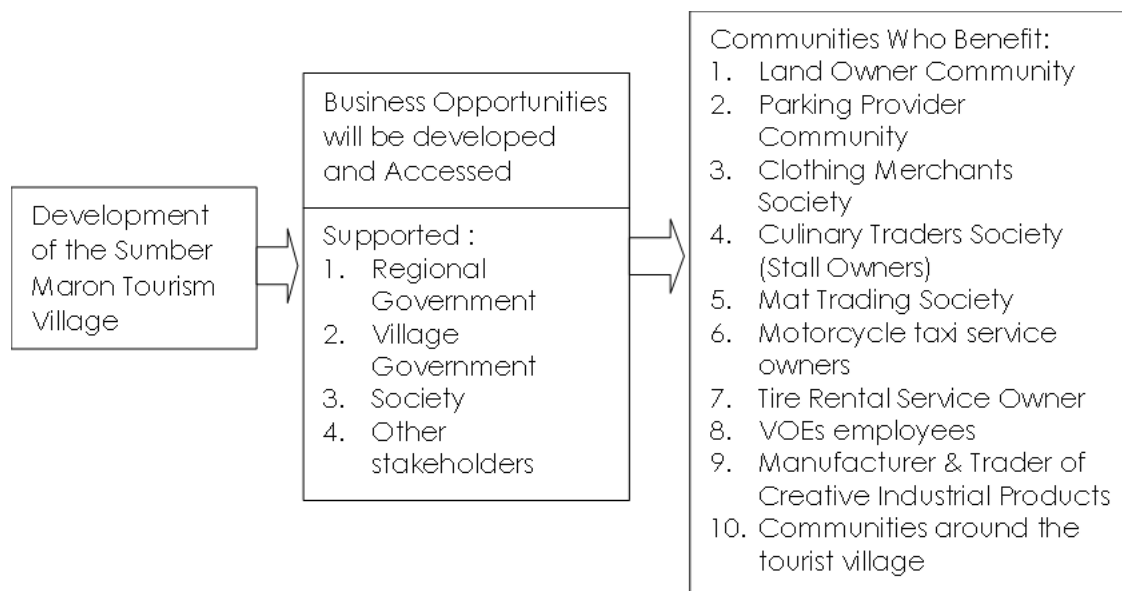 Development
of the Sumber
Maron Tourism
Village
Business Opportunities
will be developed
and Accessed
Supported :
1. Regional
Government
2. Village
Government
3. Society
4. Other
stakeholders
Communities Who Benefit:
1. Land Owner Community
2. Parking Provider
Community
3. Clothing Merchants
Society
4. Culinary Traders Society
(Stall Owners)
5. Mat Trading Society
6. Motorcycle taxi service
owners
7. Tire Rental Service Owner
8. VOEs employees
9. Manufacturer & Trader of
Creative Industrial Products
10. Communities around the
tourist village